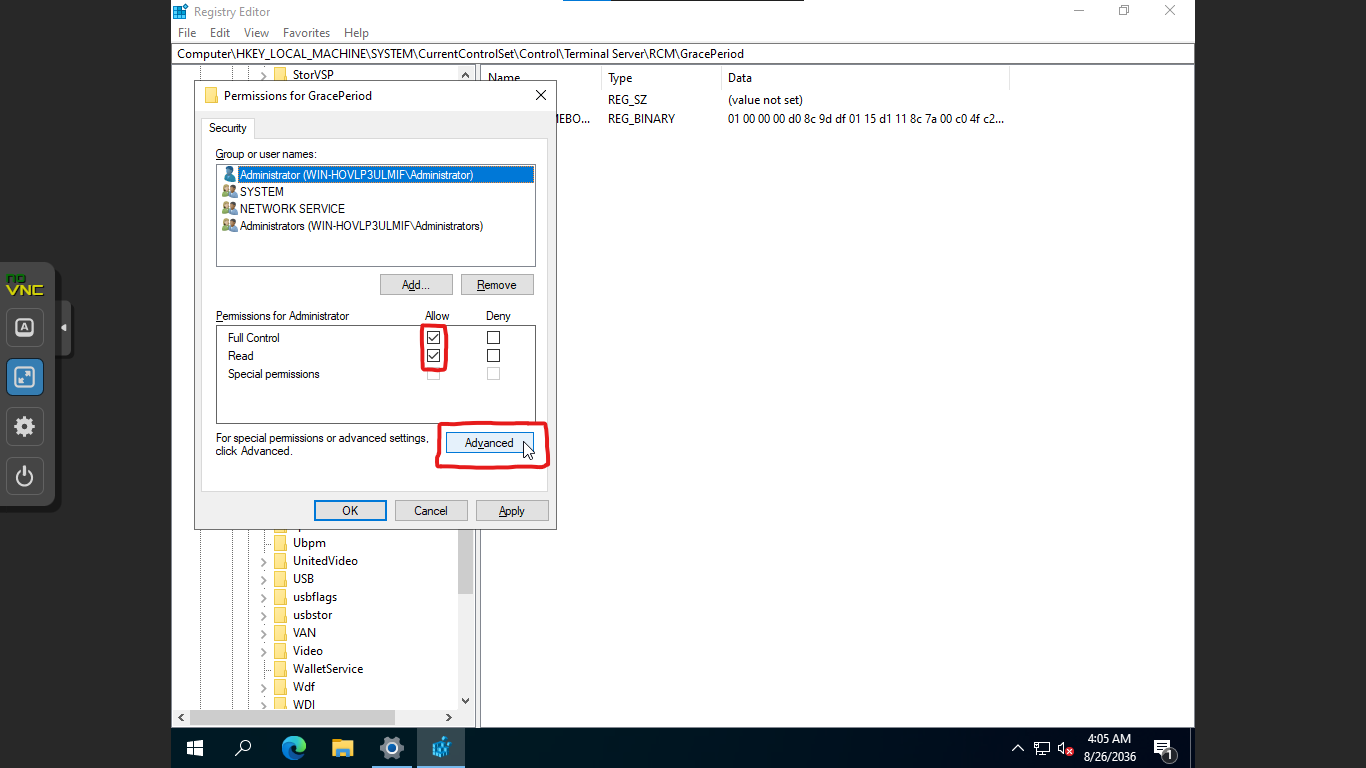 Registry Editor
File Edit View Favorites Help
Computer\HKEY_LOCAL_MACHINE\SYSTEM\CurrentControlSet\Control\Terminal Server\RCM\GracePeriod
StorVSP
Name Type Data
Permissions for GracePeriod
REG_SZ (value not set)
MEBO... REG_BINARY 01 00 00 00 d0 8c 9d df 01 15 d1 11 8c 7a 00 c0 4f c2...
Security
Group or user names:
Administrator (WIN-HOVLP3ULMIF\Administrator)
SYSTEM
NETWORK SERVICE
Administrators (WIN-HOVLP3ULMIF\Administrators)
Add... Remove
Permissions for Administrator Allow Deny
Full Control
Read
Special permissions
For special permissions or advanced settings,
click Advanced.
Advanced
OK Cancel Apply
no
VNC
A
Ubpm
UnitedVideo
USB
usbflags
usbstor
VAN
Video
WalletService
Wdf
WDI
4:05 AM
8/26/2036
1